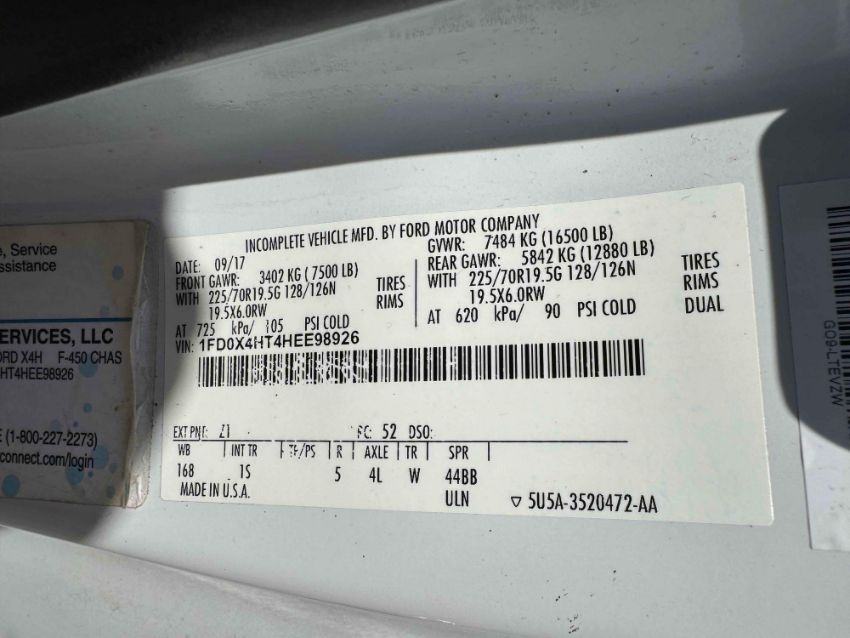 , Service
ssistance
ERVICES, LLC
ORD X4H F-450 CHAS
HT4HEE98926
E (1-800-227-2273)
connect.com/login
INCOMPLETE VEHICLE MFD. BY FORD MOTOR COMPANY
DATE: 09/17 GVWR: 7484 KG (16500 LB)
FRONT GAWR: 3402 KG (7500 LB) REAR GAWR: 5842 KG (12880 LB)
WITH 225/70R19.5G 128/126N TIRES WITH 225/70R19.5G 128/126N TIRES
19.5X6.0RW RIMS 19.5X6.0RW RIMS
AT 725 kPa/ 105 PSI COLD AT 620 kPa/ 90 PSI COLD DUAL
VIN: 1FD0X4HT4HEE98926
EXT PNT: Z1 RC: 52 DSO:
WB INT TR TP/PS R AXLE TR SPR
168 1S 5 4L W 44BB
MADE IN U.S.A. ULN ▽ 5U5A-3520472-AA
G09-LTEVZW